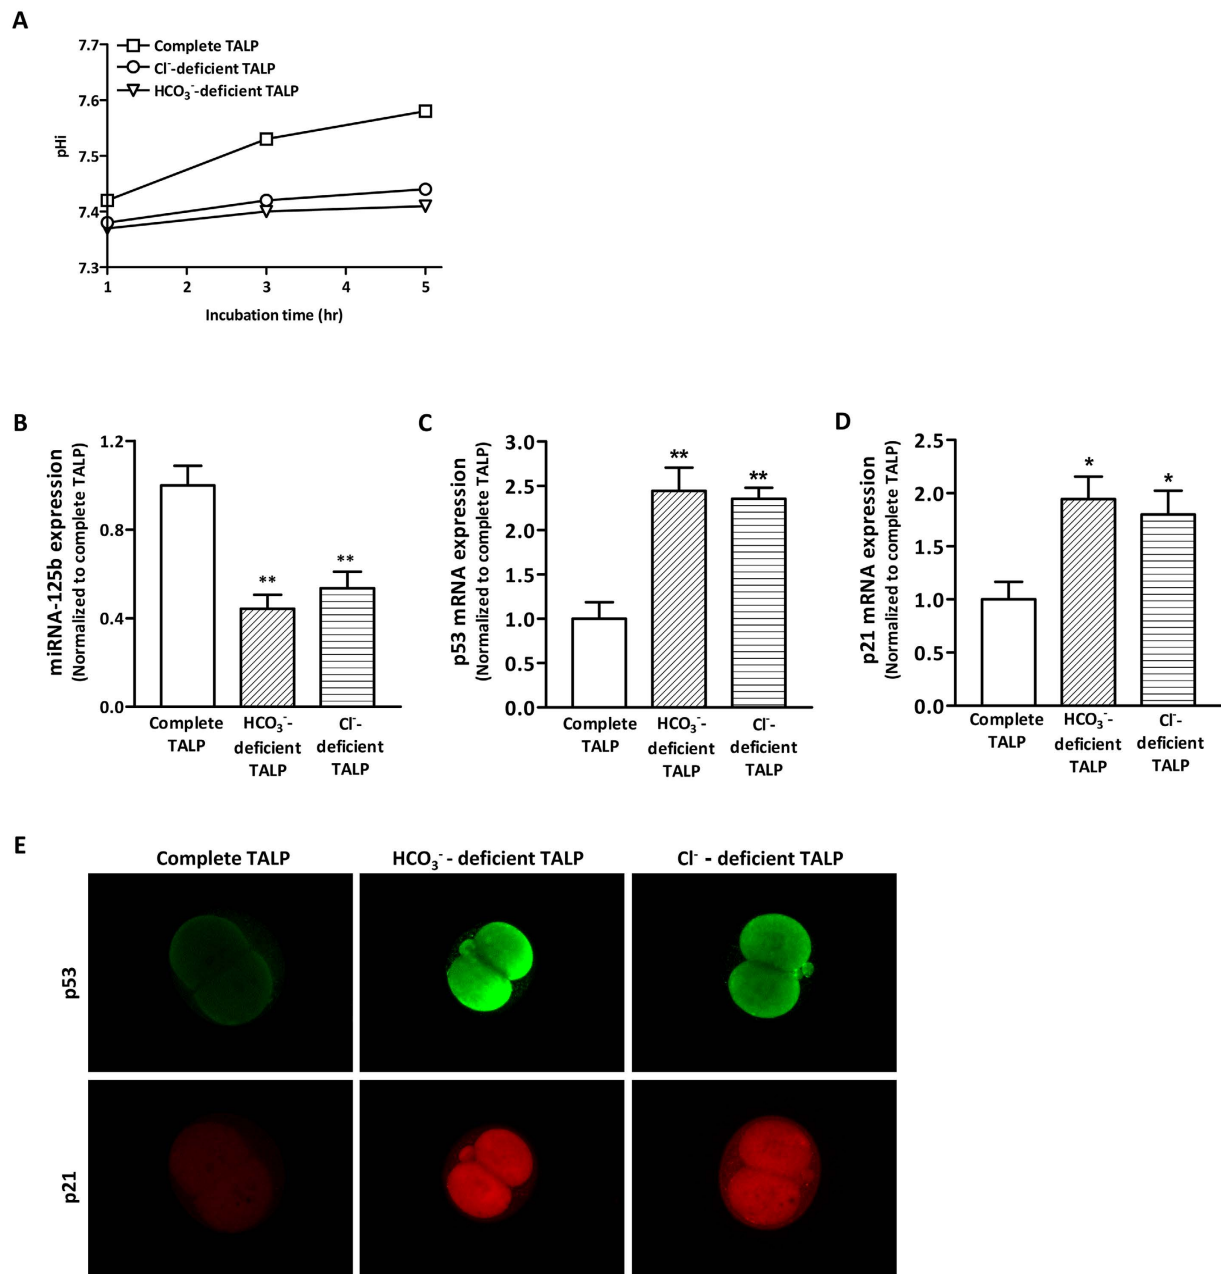 A
7.7
7.6
7.5
7.4
7.3
pHi
Complete TALP
Cl⁻-deficient TALP
HCO₃⁻-deficient TALP
1 2 3 4 5
Incubation time (hr)
B
miRNA-125b expression
(Normalized to complete TALP)
1.2
0.8
0.4
0.0
**
**
Complete
TALP
HCO₃⁻-
deficient
TALP
Cl⁻-
deficient
TALP
C
p53 mRNA expression
(Normalized to complete TALP)
3.0
2.5
2.0
1.5
1.0
0.5
0.0
**
**
Complete
TALP
HCO₃⁻-
deficient
TALP
Cl⁻-
deficient
TALP
D
p21 mRNA expression
(Normalized to complete TALP)
2.5
2.0
1.5
1.0
0.5
0.0
*
*
Complete
TALP
HCO₃⁻-
deficient
TALP
Cl⁻-
deficient
TALP
E
Complete TALP
HCO₃⁻ - deficient TALP
Cl⁻ - deficient TALP
p53
p21